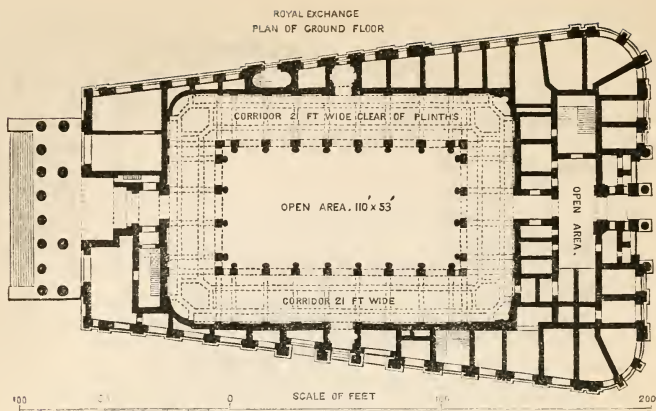 ROYAL EXCHANGE
PLAN OF GROUND FLOOR
CORRIDOR 21 FT WIDE CLEAR OF PLINTHS
OPEN AREA. 110' x 53'
OPEN AREA.
CORRIDOR 21 FT WIDE
100 0 SCALE OF FEET 100 200